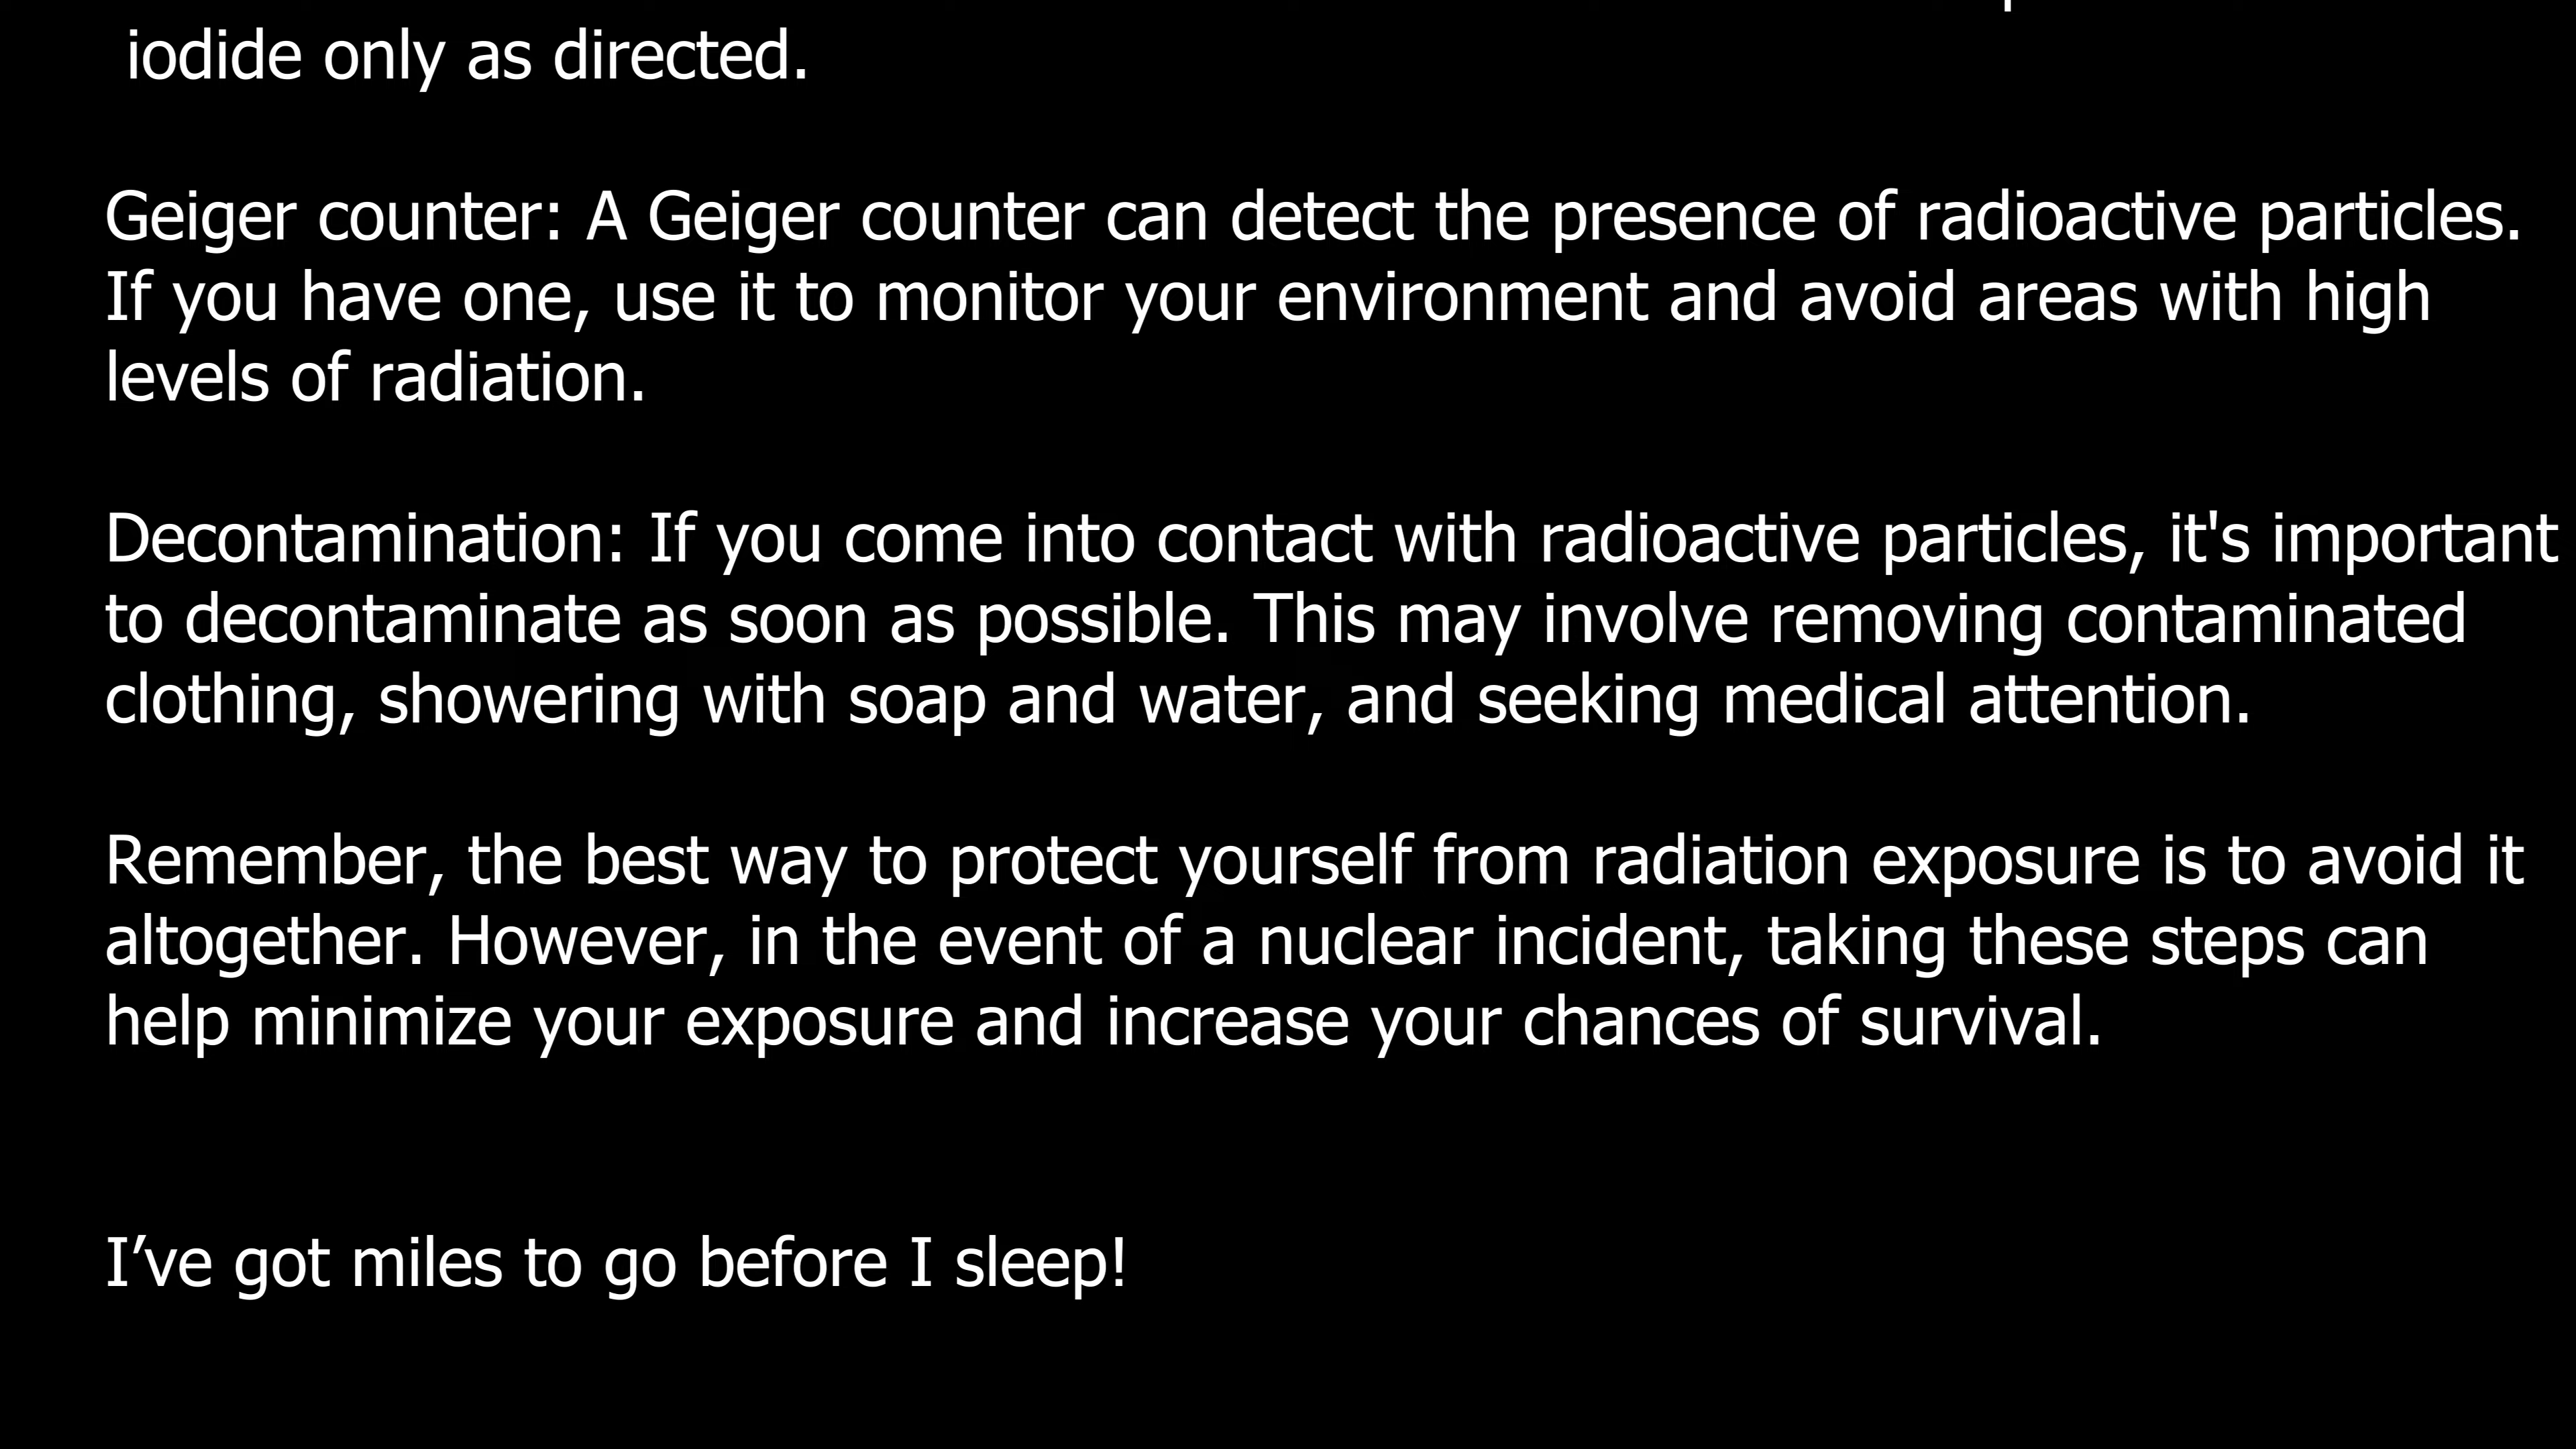 iodide only as directed.
Geiger counter: A Geiger counter can detect the presence of radioactive particles.
If you have one, use it to monitor your environment and avoid areas with high
levels of radiation.
Decontamination: If you come into contact with radioactive particles, it's important
to decontaminate as soon as possible. This may involve removing contaminated
clothing, showering with soap and water, and seeking medical attention.
Remember, the best way to protect yourself from radiation exposure is to avoid it
altogether. However, in the event of a nuclear incident, taking these steps can
help minimize your exposure and increase your chances of survival.
I’ve got miles to go before I sleep!